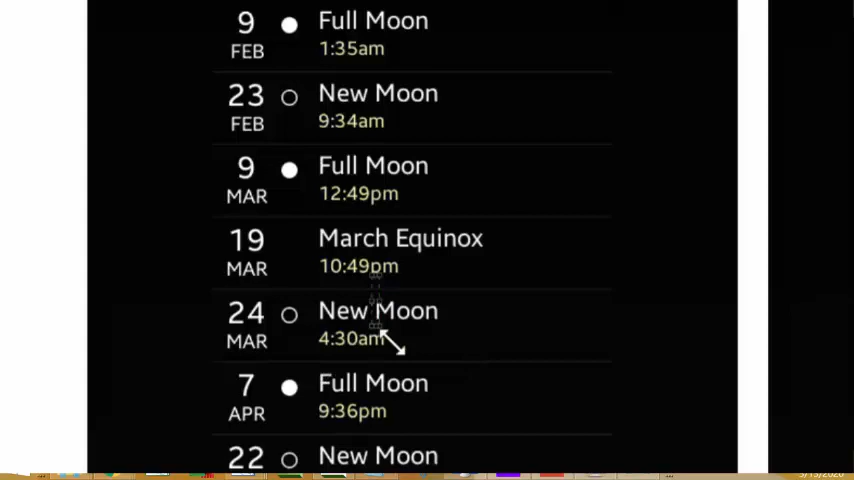 9 Full Moon
FEB 1:35am
23 New Moon
FEB 9:34am
9 Full Moon
MAR 12:49pm
19 March Equinox
MAR 10:49pm
24 New Moon
MAR 4:30am
7 Full Moon
APR 9:36pm
22 New Moon